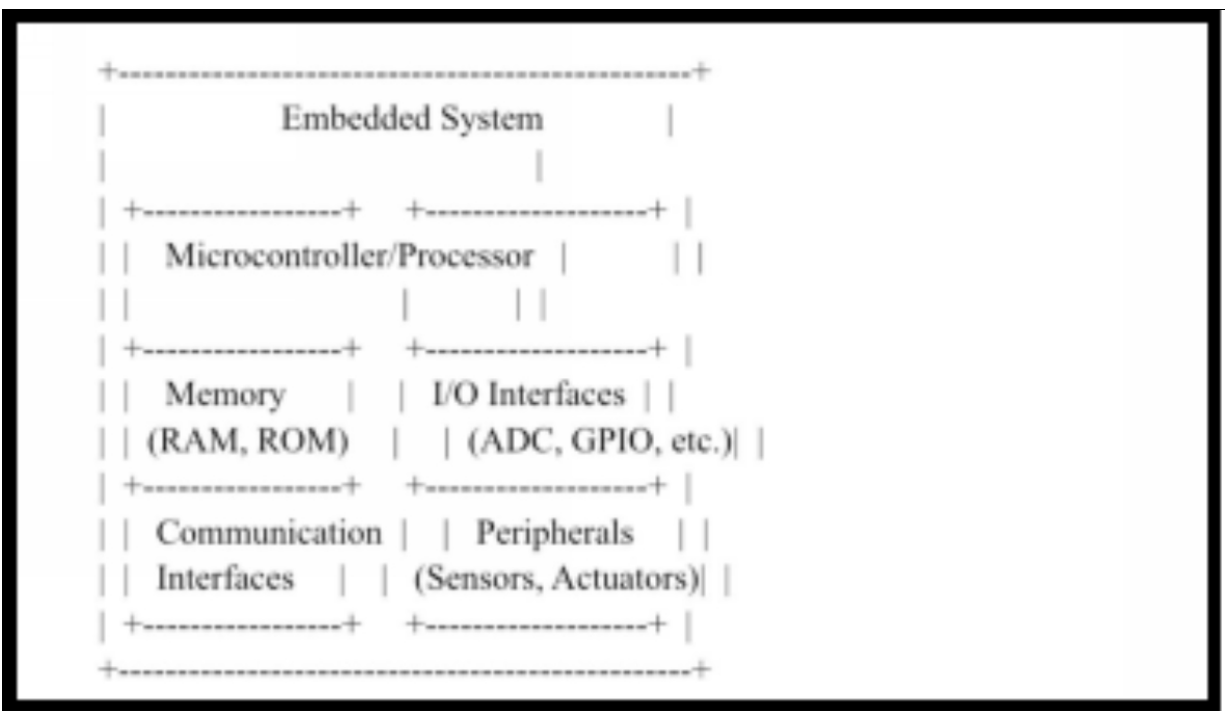 +------------------------------------------------+
| Embedded System |
| |
| +-----------------+ +-------------------+ |
| | Microcontroller/Processor | | |
| | | | |
| +-----------------+ +-------------------+ |
| | Memory | | I/O Interfaces | |
| | (RAM, ROM) | | (ADC, GPIO, etc.)| |
| +-----------------+ +-------------------+ |
| | Communication | | Peripherals | |
| | Interfaces | | (Sensors, Actuators)| |
| +-----------------+ +-------------------+ |
+------------------------------------------------+